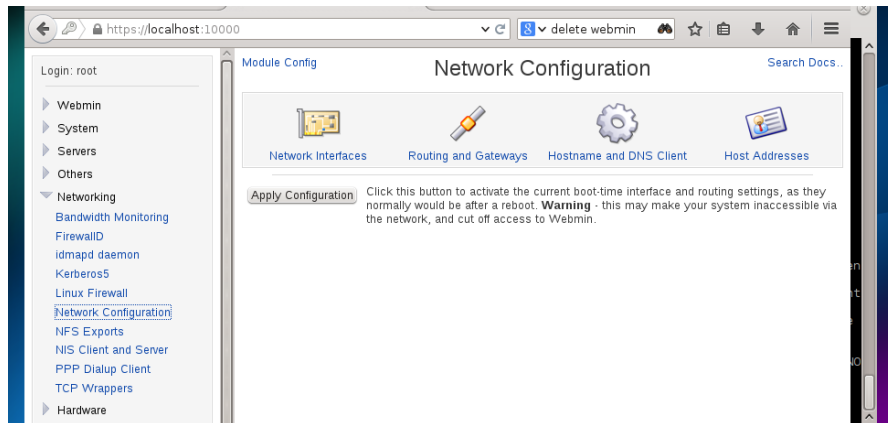 https://localhost:10000
8
delete webmin
Login: root
Webmin
System
Servers
Others
Networking
Bandwidth Monitoring
FirewallD
idmapd daemon
Kerberos5
Linux Firewall
Network Configuration
NFS Exports
NIS Client and Server
PPP Dialup Client
TCP Wrappers
Hardware
Module Config
Network Configuration
Search Docs..
Network Interfaces
Routing and Gateways
Hostname and DNS Client
Host Addresses
Apply Configuration
Click this button to activate the current boot-time interface and routing settings, as they
normally would be after a reboot. Warning - this may make your system inaccessible via
the network, and cut off access to Webmin.